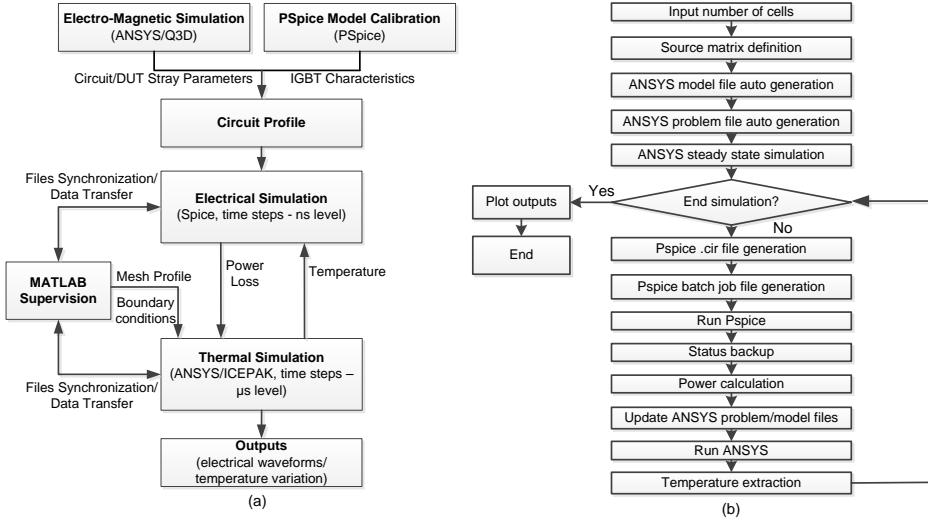 Electro-Magnetic Simulation
(ANSYS/Q3D)
PSpice Model Calibration
(PSpice)
Circuit/DUT Stray Parameters
IGBT Characteristics
Circuit Profile
Files Synchronization/
Data Transfer
Electrical Simulation
(Spice, time steps - ns level)
MATLAB
Supervision
Mesh Profile
Boundary
conditions
Power
Loss
Temperature
Files Synchronization/
Data Transfer
Thermal Simulation
(ANSYS/ICEPAK, time steps –
μs level)
Outputs
(electrical waveforms/
temperature variation)
(a)
Input number of cells
Source matrix definition
ANSYS model file auto generation
ANSYS problem file auto generation
ANSYS steady state simulation
End simulation?
Yes
Plot outputs
End
No
Pspice .cir file generation
Pspice batch job file generation
Run Pspice
Status backup
Power calculation
Update ANSYS problem/model files
Run ANSYS
Temperature extraction
(b)